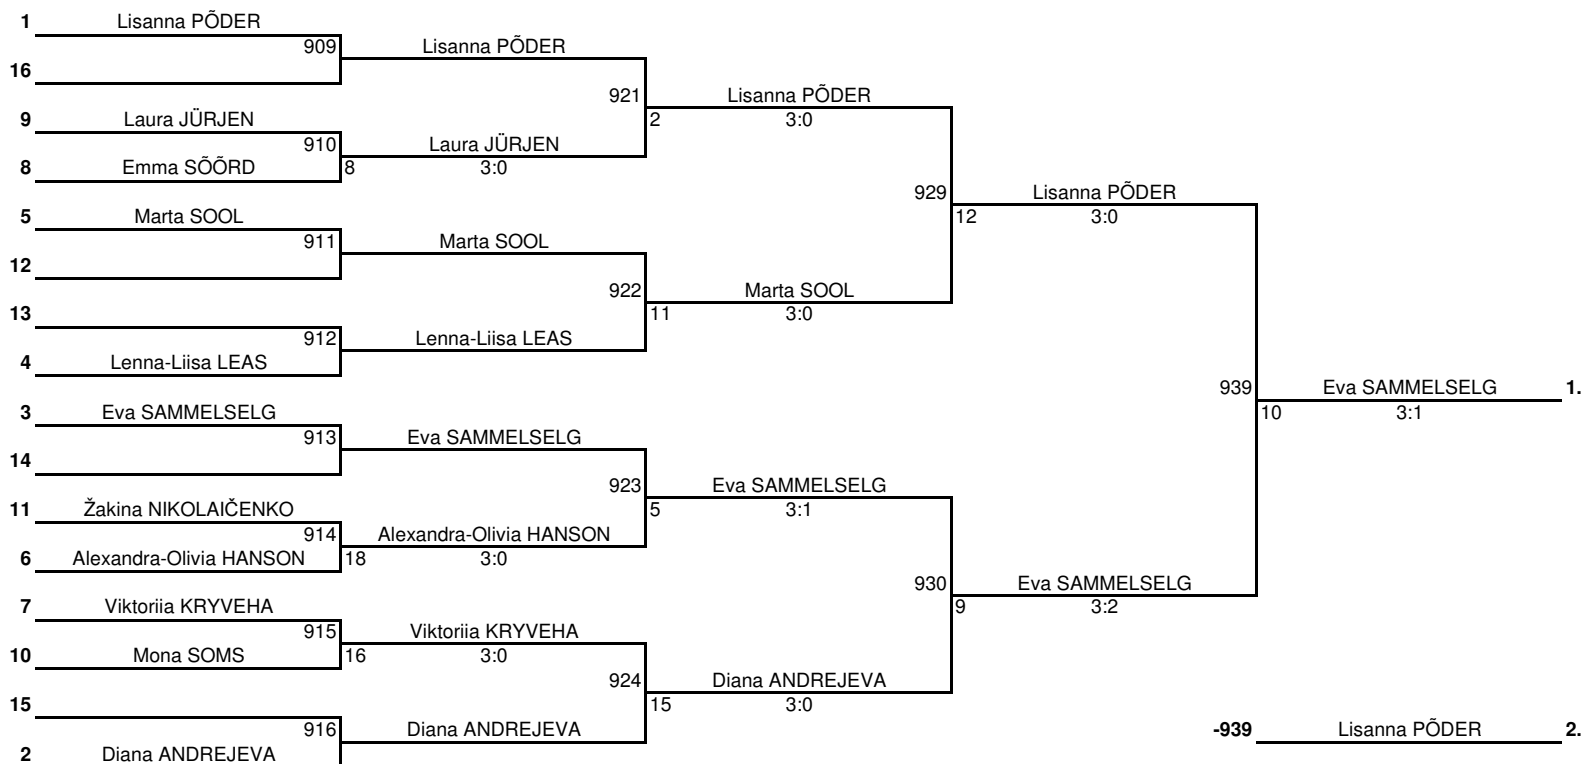 1 Lisanna PÕDER
909 Lisanna PÕDER
16
921 Lisanna PÕDER
9 Laura JÜRJEN
2 3:0
910 Laura JÜRJEN
8 Emma SÕÕRD
8 3:0
929 Lisanna PÕDER
5 Marta SOOL
12 3:0
911 Marta SOOL
12
922 Marta SOOL
13
11 3:0
912 Lenna-Liisa LEAS
4 Lenna-Liisa LEAS
939 Eva SAMMELSELG 1.
3 Eva SAMMELSELG
10 3:1
913 Eva SAMMELSELG
14
923 Eva SAMMELSELG
11 Žakina NIKOLAIČENKO
5 3:1
914 Alexandra-Olivia HANSON
6 Alexandra-Olivia HANSON
18 3:0
930 Eva SAMMELSELG
7 Viktoriia KRYVEHA
9 3:2
915 Viktoriia KRYVEHA
10 Mona SOMS
16 3:0
924 Diana ANDREJEVA
15
15 3:0
916 Diana ANDREJEVA
-939 Lisanna PÕDER 2.
2 Diana ANDREJEVA